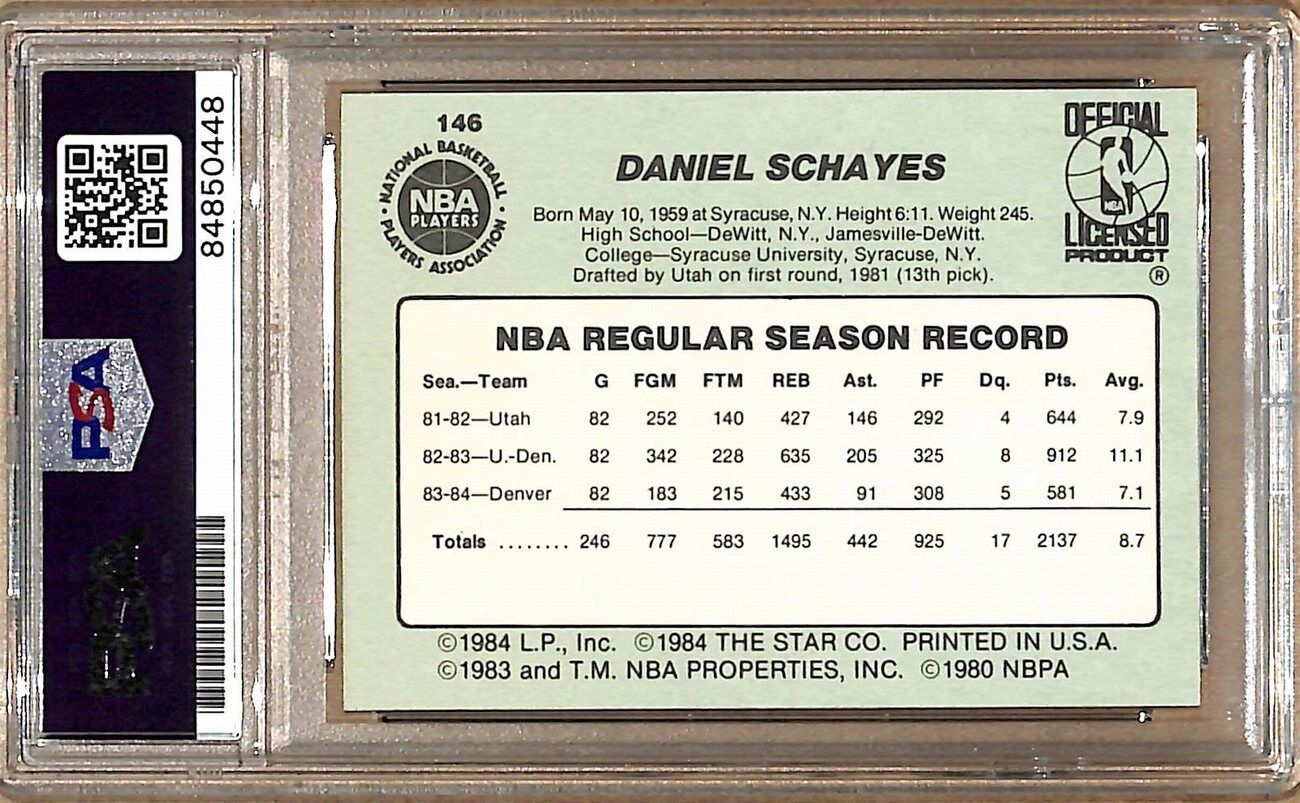 84850448
PSA
146
NATIONAL BASKETBALL
NBA
PLAYERS
PLAYERS ASSOCIATION
DANIEL SCHAYES
Born May 10, 1959 at Syracuse, N.Y. Height 6:11. Weight 245.
High School—DeWitt, N.Y., Jamesville-DeWitt.
College—Syracuse University, Syracuse, N.Y.
Drafted by Utah on first round, 1981 (13th pick).
OFFICIAL
NBA
LICENSED
PRODUCT
®
NBA REGULAR SEASON RECORD
Sea.—Team G FGM FTM REB Ast. PF Dq. Pts. Avg.
81-82—Utah 82 252 140 427 146 292 4 644 7.9
82-83—U.-Den. 82 342 228 635 205 325 8 912 11.1
83-84—Denver 82 183 215 433 91 308 5 581 7.1
Totals ........ 246 777 583 1495 442 925 17 2137 8.7
©1984 L.P., Inc. ©1984 THE STAR CO. PRINTED IN U.S.A.
©1983 and T.M. NBA PROPERTIES, INC. ©1980 NBPA